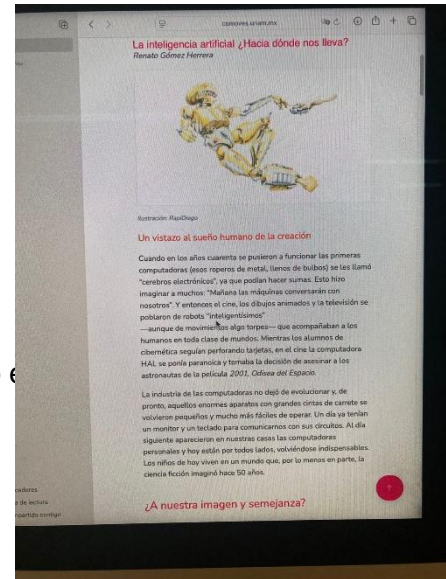 comoves.unam.mx
La inteligencia artificial ¿Hacia dónde nos lleva?
Renato Gómez Herrera
Ilustración: RapiDiego
Un vistazo al sueño humano de la creación
Cuando en los años cuarenta se pusieron a funcionar las primeras
computadoras (esos roperos de metal, llenos de bulbos) se les llamó
"cerebros electrónicos", ya que podían hacer sumas. Esto hizo
imaginar a muchos: "Mañana las máquinas conversarán con
nosotros". Y entonces el cine, los dibujos animados y la televisión se
poblaron de robots "inteligentísimos"
—aunque de movimientos algo torpes— que acompañaban a los
humanos en toda clase de mundos. Mientras los alumnos de
cibernética seguían perforando tarjetas, en el cine la computadora
HAL se ponía paranoica y tomaba la decisión de asesinar a los
astronautas de la película 2001, Odisea del Espacio.
La industria de las computadoras no dejó de evolucionar y, de
pronto, aquellos enormes aparatos con grandes cintas de carrete se
volvieron pequeños y mucho más fáciles de operar. Un día ya tenían
un monitor y un teclado para comunicarnos con sus circuitos. Al día
siguiente aparecieron en nuestras casas las computadoras
personales y hoy están por todos lados, volviéndose indispensables.
Los niños de hoy viven en un mundo que, por lo menos en parte, la
ciencia ficción imaginó hace 50 años.
¿A nuestra imagen y semejanza?
cadores
a de lectura
mpartido contigo